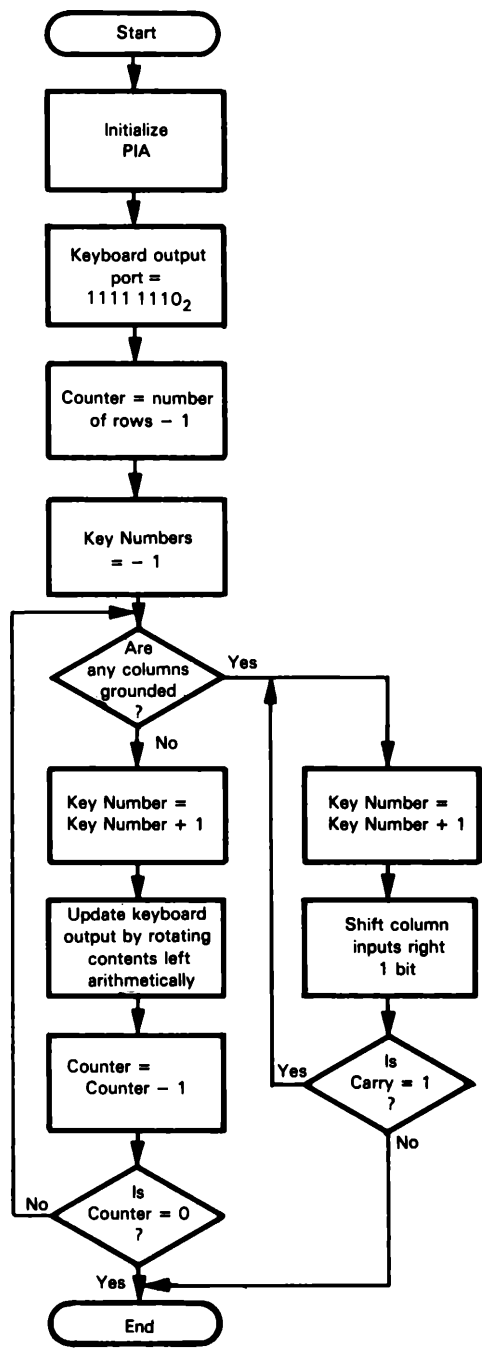 Start
Initialize
PIA
Keyboard output
port =
1111 1110₂
Counter = number
of rows – 1
Key Numbers
= – 1
Are
any columns
grounded
?
Yes
No
Key Number =
Key Number + 1
Update keyboard
output by rotating
contents left
arithmetically
Counter =
Counter – 1
Is
Counter = 0
?
No
Yes
Key Number =
Key Number + 1
Shift column
inputs right
1 bit
Is
Carry = 1
?
Yes
No
End